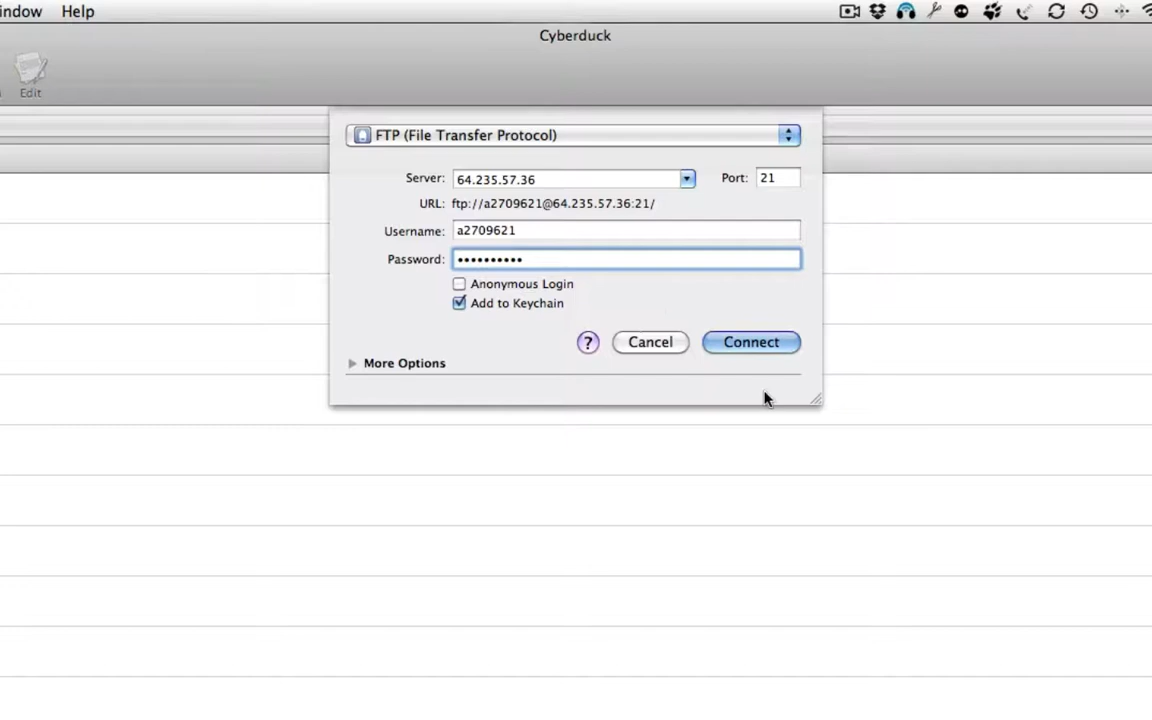 indow Help
Cyberduck
Edit
FTP (File Transfer Protocol)
Server: 64.235.57.36 Port: 21
URL: ftp://a2709621@64.235.57.36:21/
Username: a2709621
Password: ••••••••••
Anonymous Login
Add to Keychain
? Cancel Connect
More Options